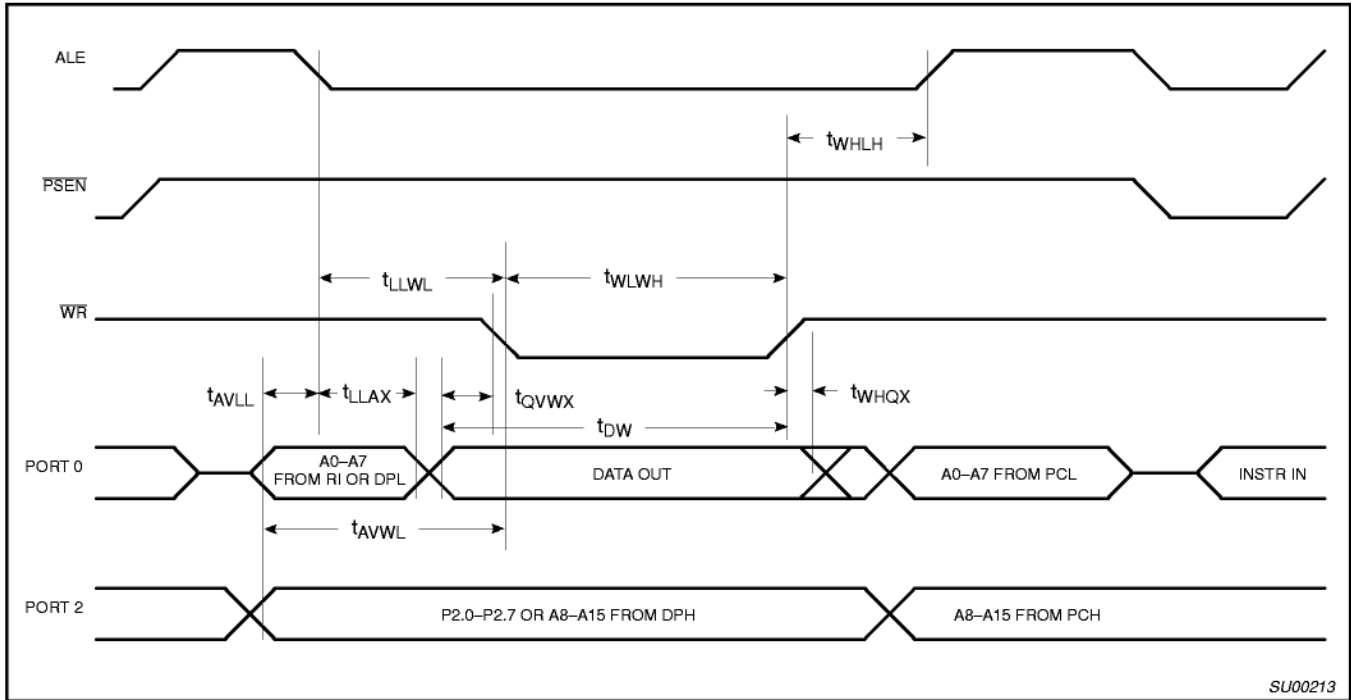 ALE
tWHLH
PSEN
tLLWL
tWLWH
WR
tAVLL
tLLAX
tQVWX
tWHQX
tDW
PORT 0
A0–A7
FROM RI OR DPL
DATA OUT
A0–A7 FROM PCL
INSTR IN
tAVWL
PORT 2
P2.0–P2.7 OR A8–A15 FROM DPH
A8–A15 FROM PCH
SU00213